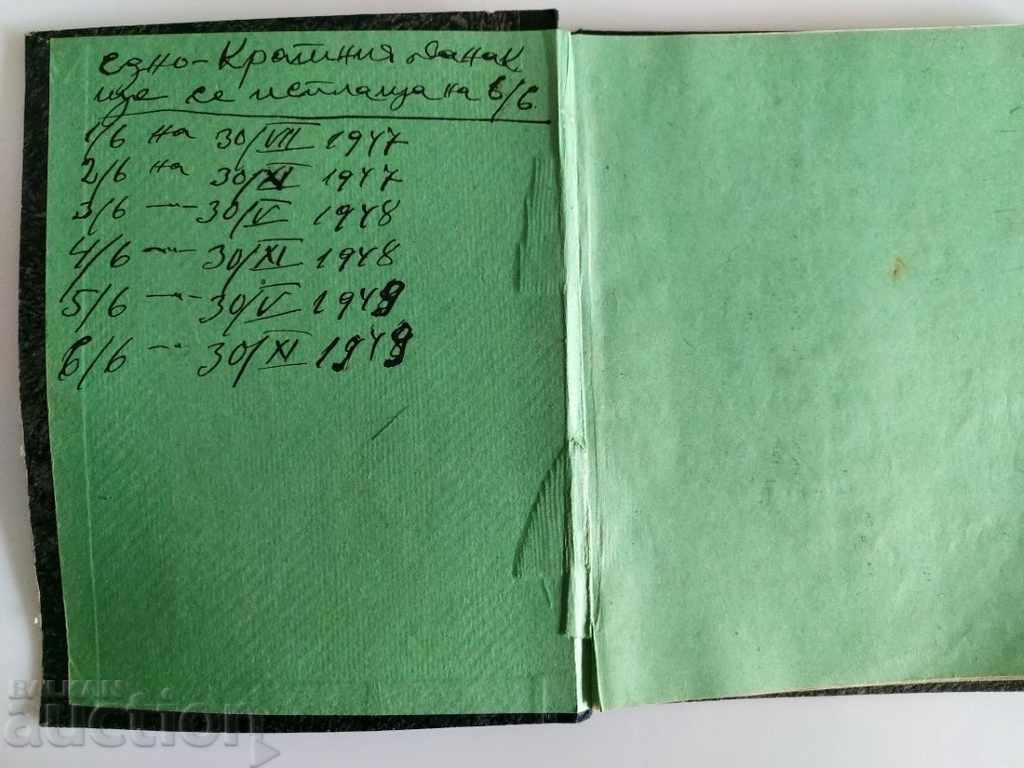 едно-Кратния Данак
ще се исплаща на 6/6.
1/6 на 30/VII 1947
2/6 на 30/XI 1947
3/6 — 30/V 1948
4/6 — 30/XI 1948
5/6 — 30/V 1949
6/6 — 30/XI 1949
BALKAN
auction